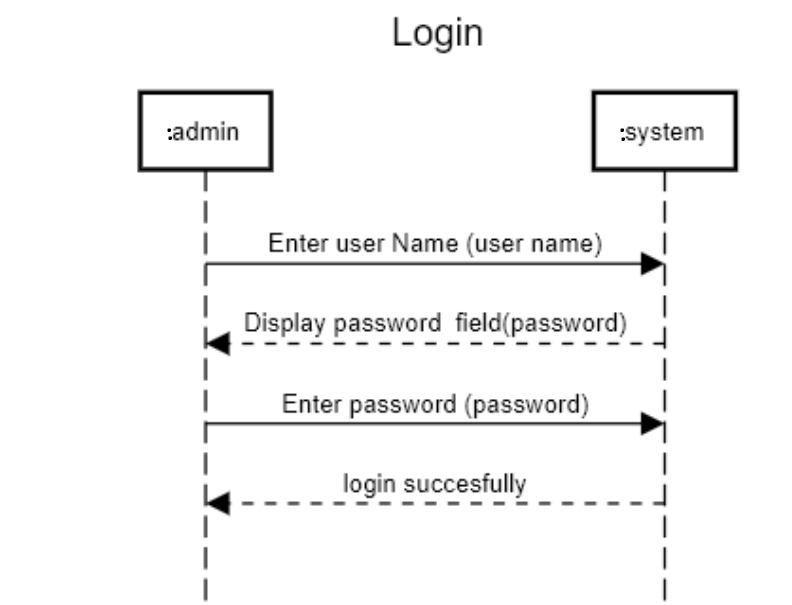 Login
:admin
:system
Enter user Name (user name)
Display password field(password)
Enter password (password)
login succesfully